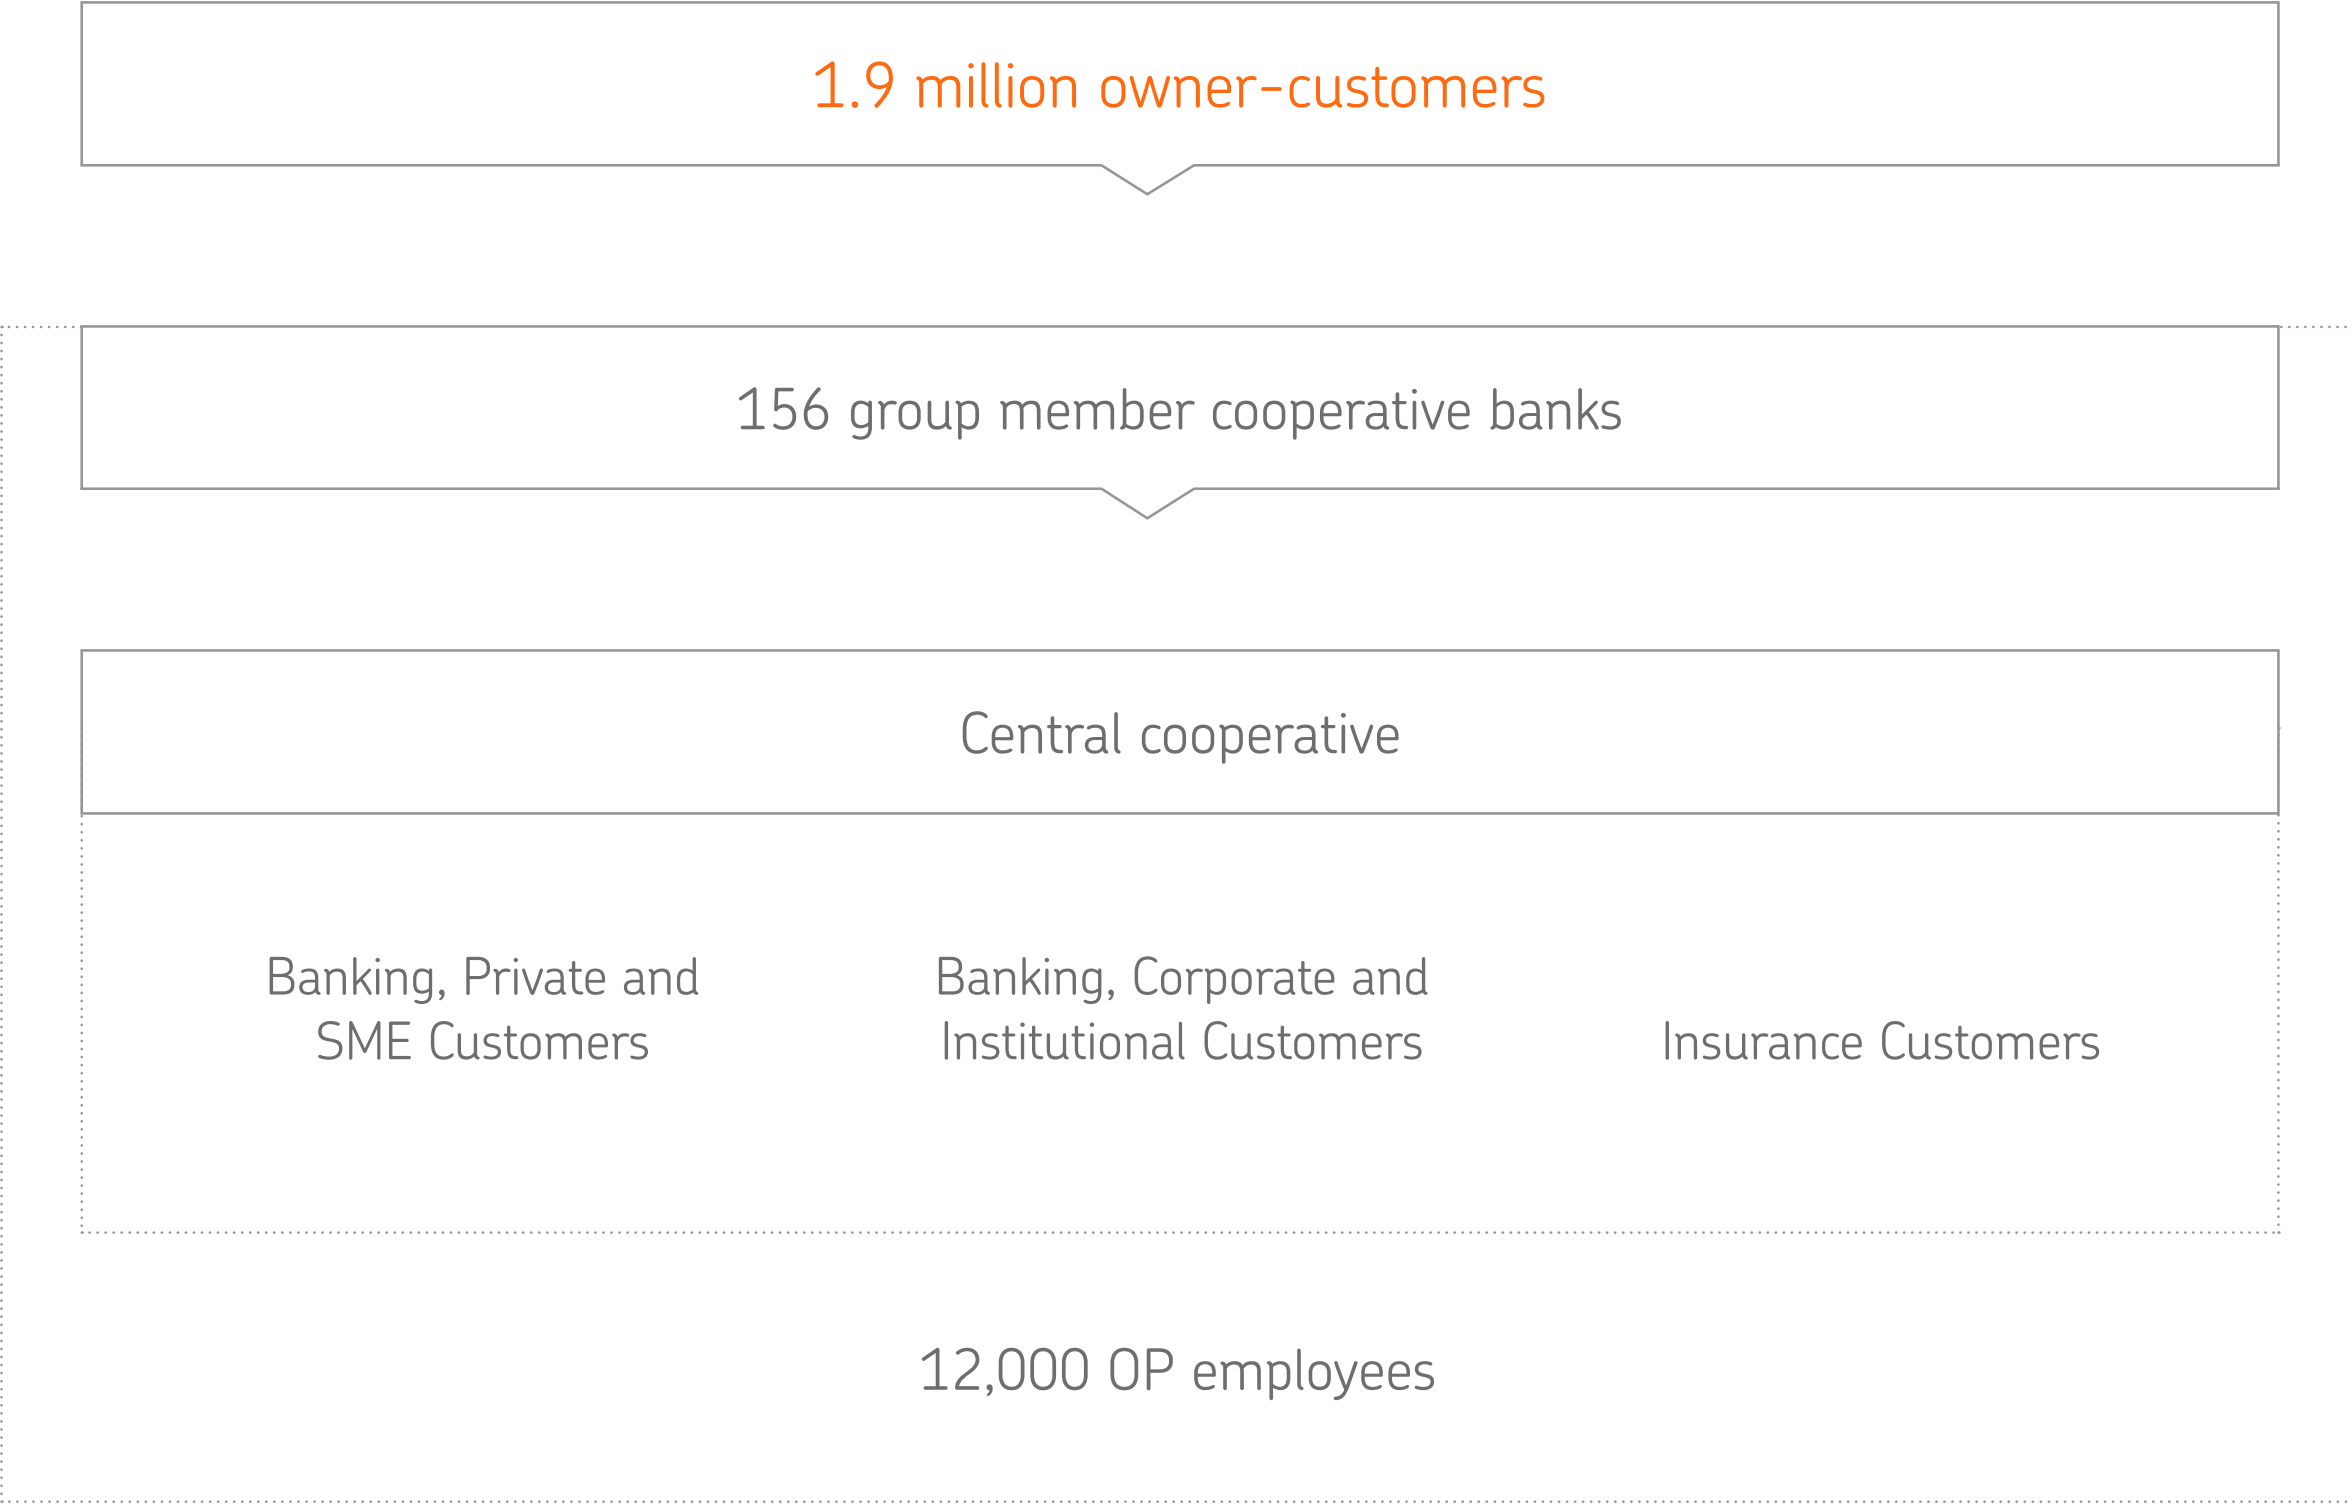 1.9 million owner-customers
156 group member cooperative banks
Central cooperative
Banking, Private and
SME Customers
Banking, Corporate and
Institutional Customers
Insurance Customers
12,000 OP employees